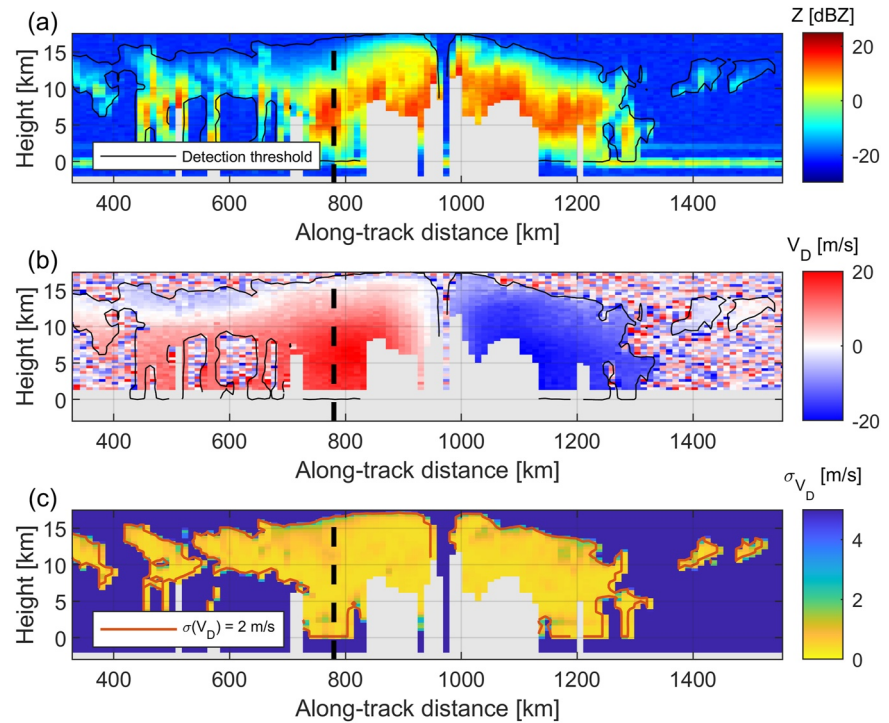 (a)
Z [dBZ]
Height [km]
15
10
5
0
Detection threshold
20
0
-20
400
600
800
1000
1200
1400
Along-track distance [km]
(b)
V_D [m/s]
Height [km]
15
10
5
0
20
0
-20
400
600
800
1000
1200
1400
Along-track distance [km]
(c)
σ_{V_D} [m/s]
Height [km]
15
10
5
0
σ(V_D) = 2 m/s
4
2
0
400
600
800
1000
1200
1400
Along-track distance [km]